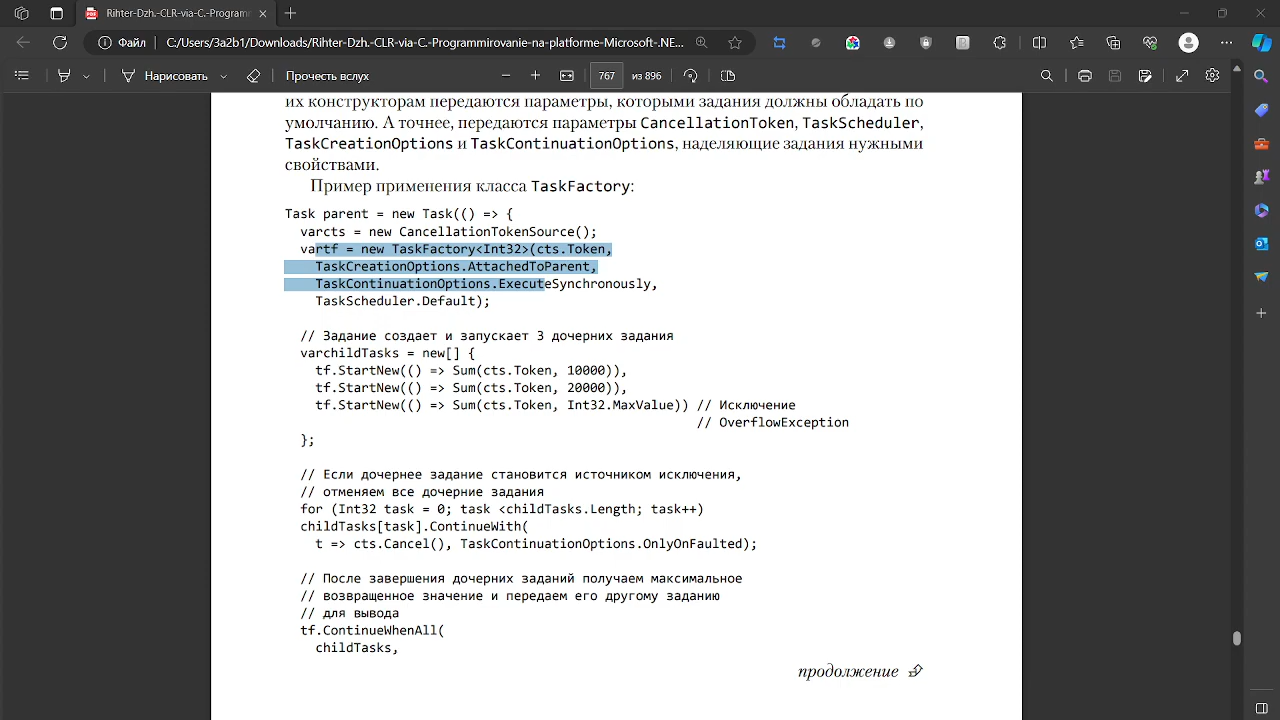 Rihter-Dzh.-CLR-via-C.-Programm
Файл
C:/Users/3a2b1/Downloads/Rihter-Dzh.-CLR-via-C.-Programmirovanie-na-platforme-Microsoft-.NE...
Нарисовать
Прочесть вслух
767 из 896
их конструкторам передаются параметры, которыми задания должны обладать по
умолчанию. А точнее, передаются параметры CancellationToken, TaskScheduler,
TaskCreationOptions и TaskContinuationOptions, наделяющие задания нужными
свойствами.
Пример применения класса TaskFactory:
Task parent = new Task(() => {
varcts = new CancellationTokenSource();
vartf = new TaskFactory<Int32>(cts.Token,
TaskCreationOptions.AttachedToParent,
TaskContinuationOptions.ExecuteSynchronously,
TaskScheduler.Default);
// Задание создает и запускает 3 дочерних задания
varchildTasks = new[] {
tf.StartNew(() => Sum(cts.Token, 10000)),
tf.StartNew(() => Sum(cts.Token, 20000)),
tf.StartNew(() => Sum(cts.Token, Int32.MaxValue)) // Исключение
// OverflowException
};
// Если дочернее задание становится источником исключения,
// отменяем все дочерние задания
for (Int32 task = 0; task <childTasks.Length; task++)
childTasks[task].ContinueWith(
t => cts.Cancel(), TaskContinuationOptions.OnlyOnFaulted);
// После завершения дочерних заданий получаем максимальное
// возвращенное значение и передаем его другому заданию
// для вывода
tf.ContinueWhenAll(
childTasks,
продолжение